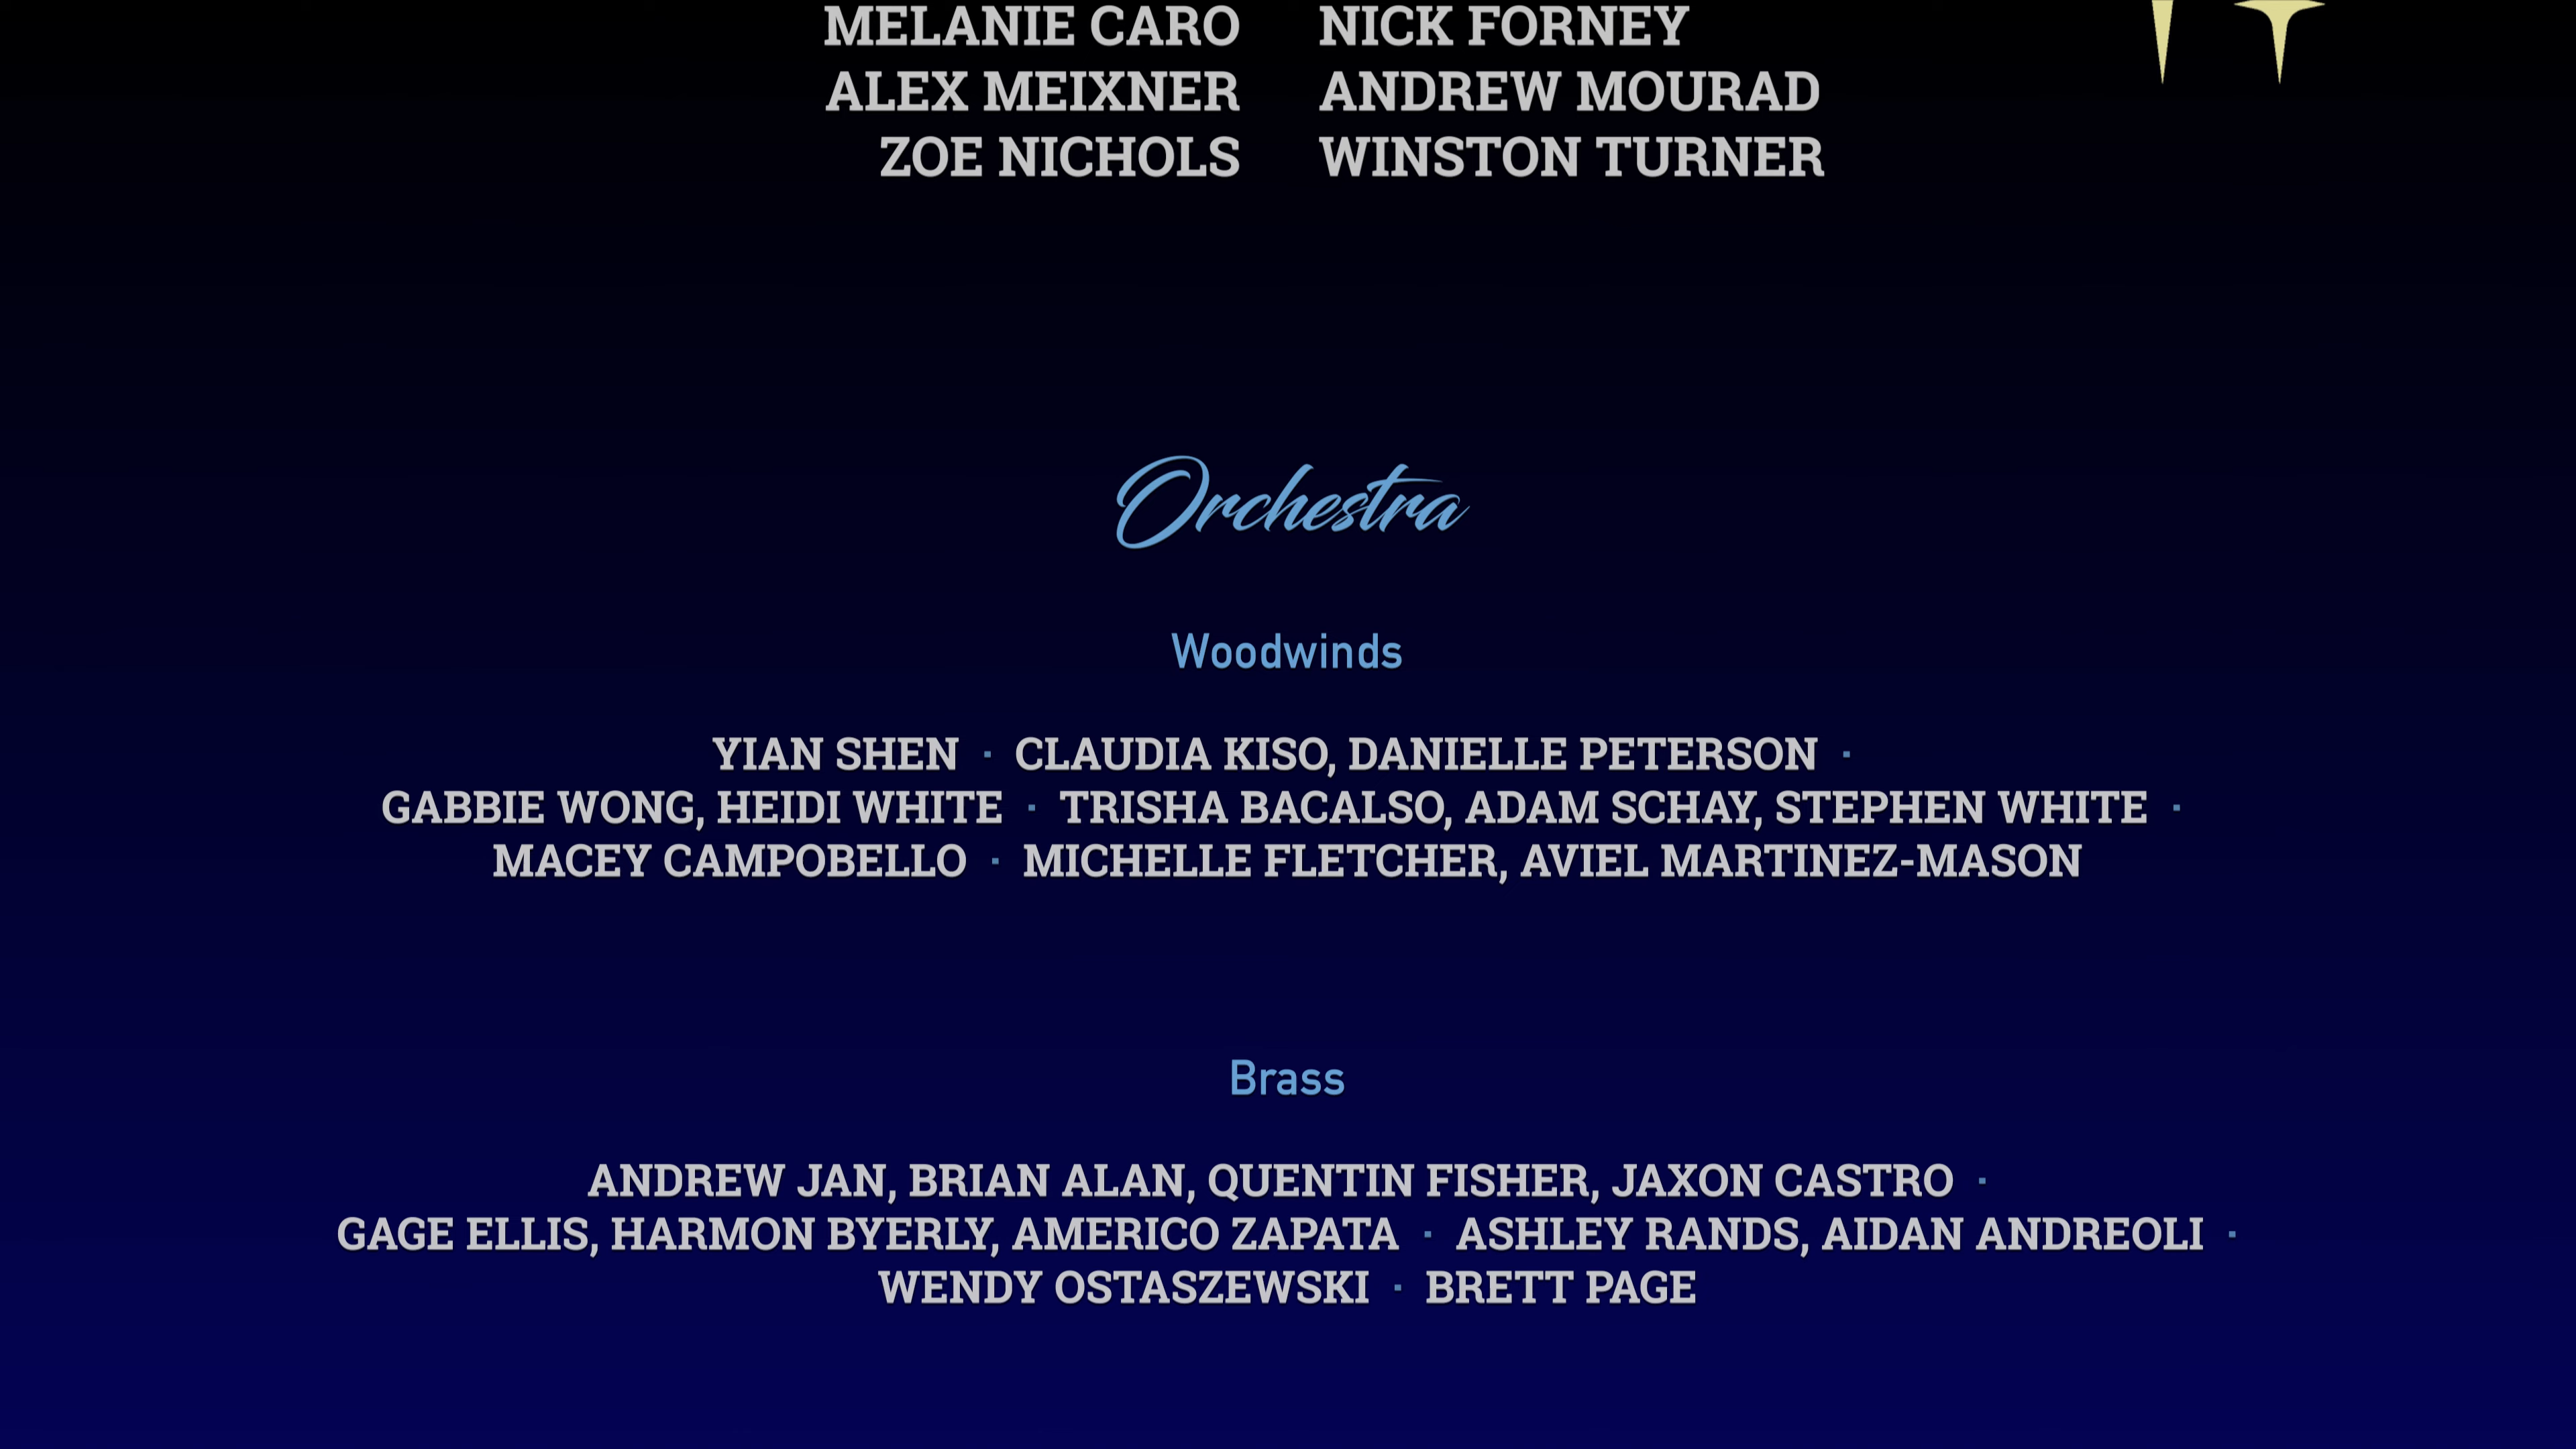 MELANIE CARO NICK FORNEY
ALEX MEIXNER ANDREW MOURAD
ZOE NICHOLS WINSTON TURNER
Orchestra
Woodwinds
YIAN SHEN · CLAUDIA KISO, DANIELLE PETERSON ·
GABBIE WONG, HEIDI WHITE · TRISHA BACALSO, ADAM SCHAY, STEPHEN WHITE ·
MACEY CAMPOBELLO · MICHELLE FLETCHER, AVIEL MARTINEZ-MASON
Brass
ANDREW JAN, BRIAN ALAN, QUENTIN FISHER, JAXON CASTRO ·
GAGE ELLIS, HARMON BYERLY, AMERICO ZAPATA · ASHLEY RANDS, AIDAN ANDREOLI ·
WENDY OSTASZEWSKI · BRETT PAGE